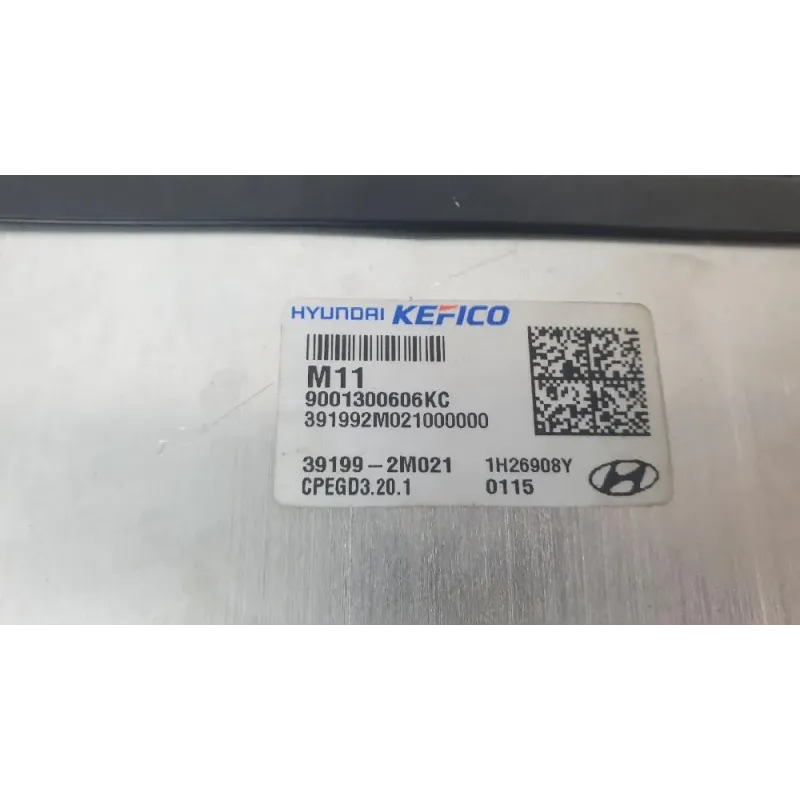 HYUNDAI KEFICO
M11
9001300606KC
391992M021000000
39199-2M021 1H26908Y
CPEGD3.20.1 0115